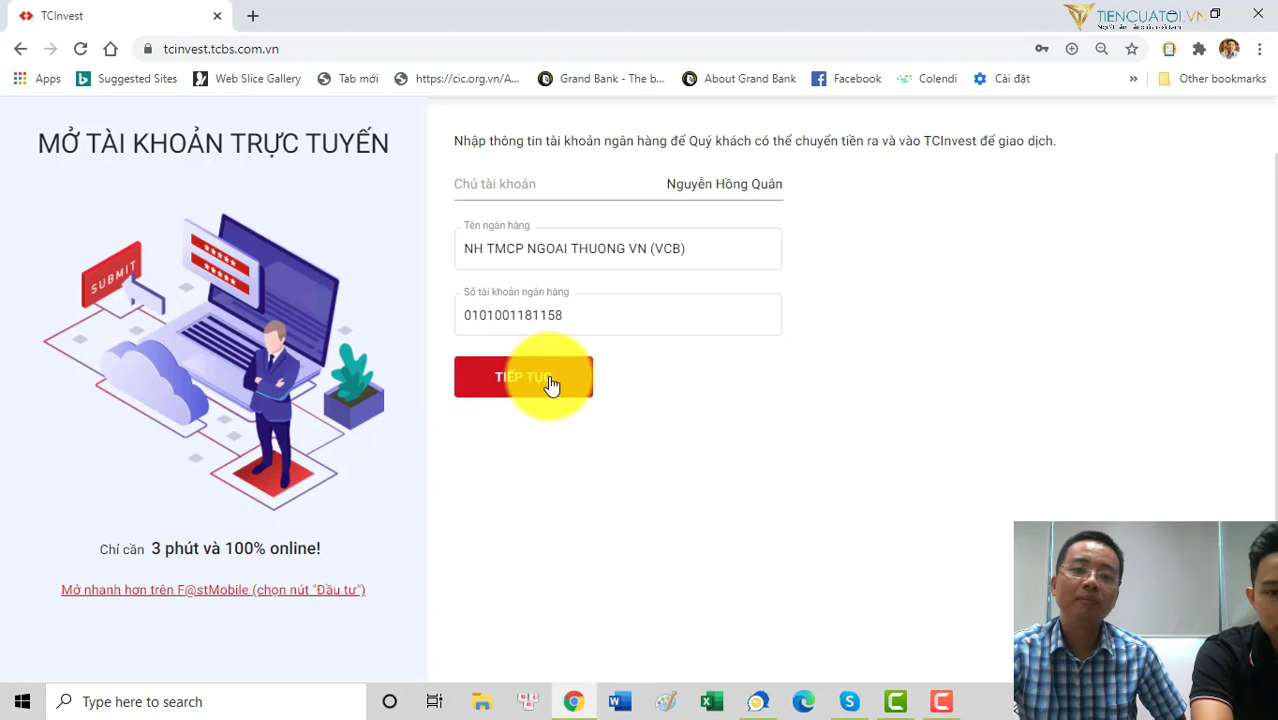 TCInvest
TIENCUATOI.VN
tcinvest.tcbs.com.vn
Apps
Suggested Sites
Web Slice Gallery
Tab mới
https://cic.org.vn/A...
Grand Bank - The b...
About Grand Bank
Facebook
Colendi
Cài đặt
»
Other bookmarks
MỞ TÀI KHOẢN TRỰC TUYẾN
SUBMIT
Chỉ cần 3 phút và 100% online!
Mở nhanh hơn trên F@stMobile (chọn nút "Đầu tư")
Nhập thông tin tài khoản ngân hàng để Quý khách có thể chuyển tiền ra và vào TCInvest để giao dịch.
Chủ tài khoản Nguyễn Hồng Quân
Tên ngân hàng
NH TMCP NGOAI THUONG VN (VCB)
Số tài khoản ngân hàng
0101001181158
TIẾP TỤC
Type here to search